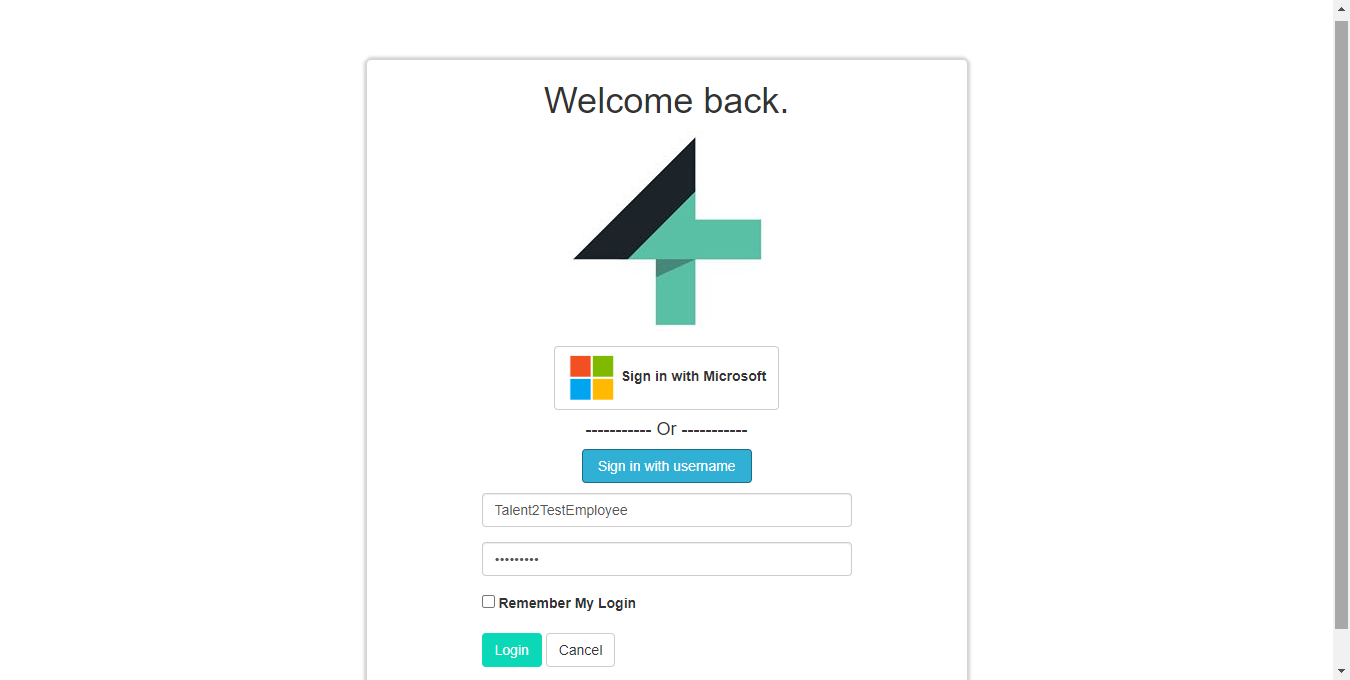 Welcome back.
Sign in with Microsoft
----------- Or -----------
Sign in with username
Talent2TestEmployee
•••••••••
Remember My Login
Login Cancel